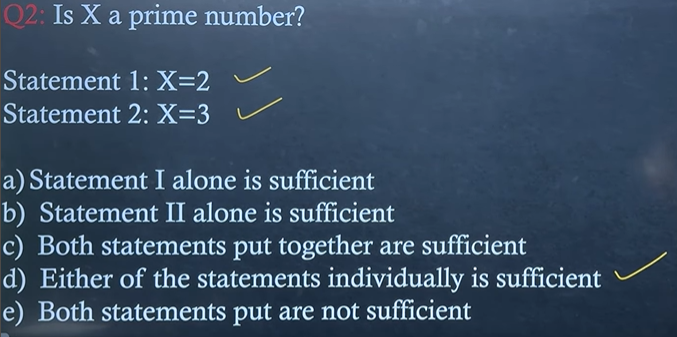 Q2: Is X a prime number?
Statement 1: X=2
Statement 2: X=3
a) Statement I alone is sufficient
b) Statement II alone is sufficient
c) Both statements put together are sufficient
d) Either of the statements individually is sufficient
e) Both statements put are not sufficient